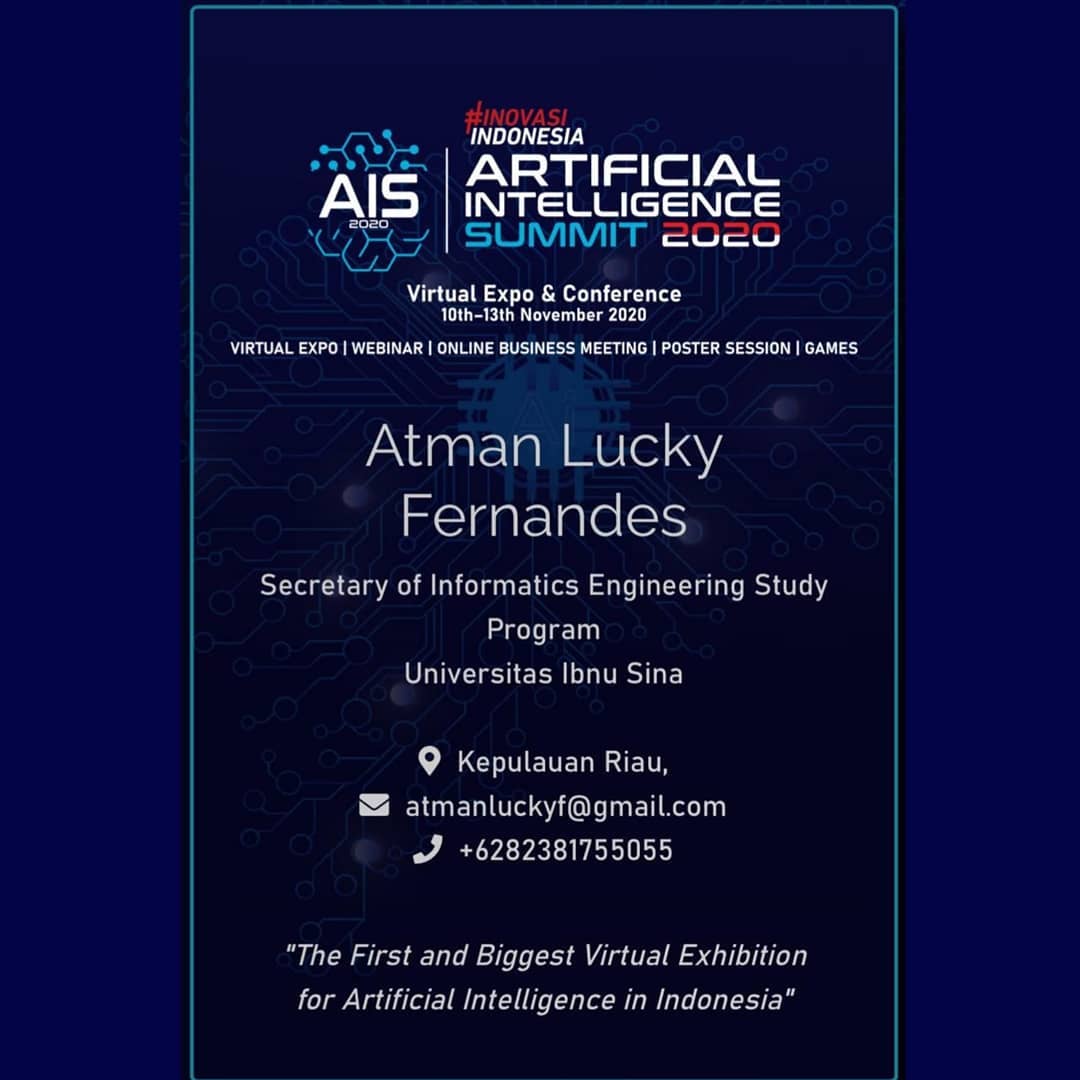 #INOVASI
INDONESIA
AIS
2020
ARTIFICIAL
INTELLIGENCE
SUMMIT 2020
Virtual Expo & Conference
10th-13th November 2020
VIRTUAL EXPO | WEBINAR | ONLINE BUSINESS MEETING | POSTER SESSION | GAMES
Ai
Atman Lucky
Fernandes
Secretary of Informatics Engineering Study
Program
Universitas Ibnu Sina
Kepulauan Riau,
atmanluckyf@gmail.com
+6282381755055
"The First and Biggest Virtual Exhibition
for Artificial Intelligence in Indonesia"